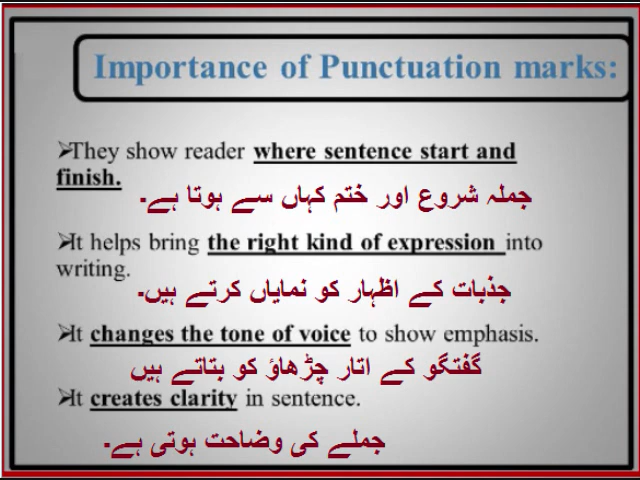 Importance of Punctuation marks:
➢They show reader where sentence start and
finish.
جملہ شروع اور ختم کہاں سے ہوتا ہے۔
➢It helps bring the right kind of expression into
writing.
جذبات کے اظہار کو نمایاں کرتے ہیں۔
➢It changes the tone of voice to show emphasis.
گفتگو کے اتار چڑھاؤ کو بتاتے ہیں
➢It creates clarity in sentence.
جملے کی وضاحت ہوتی ہے۔